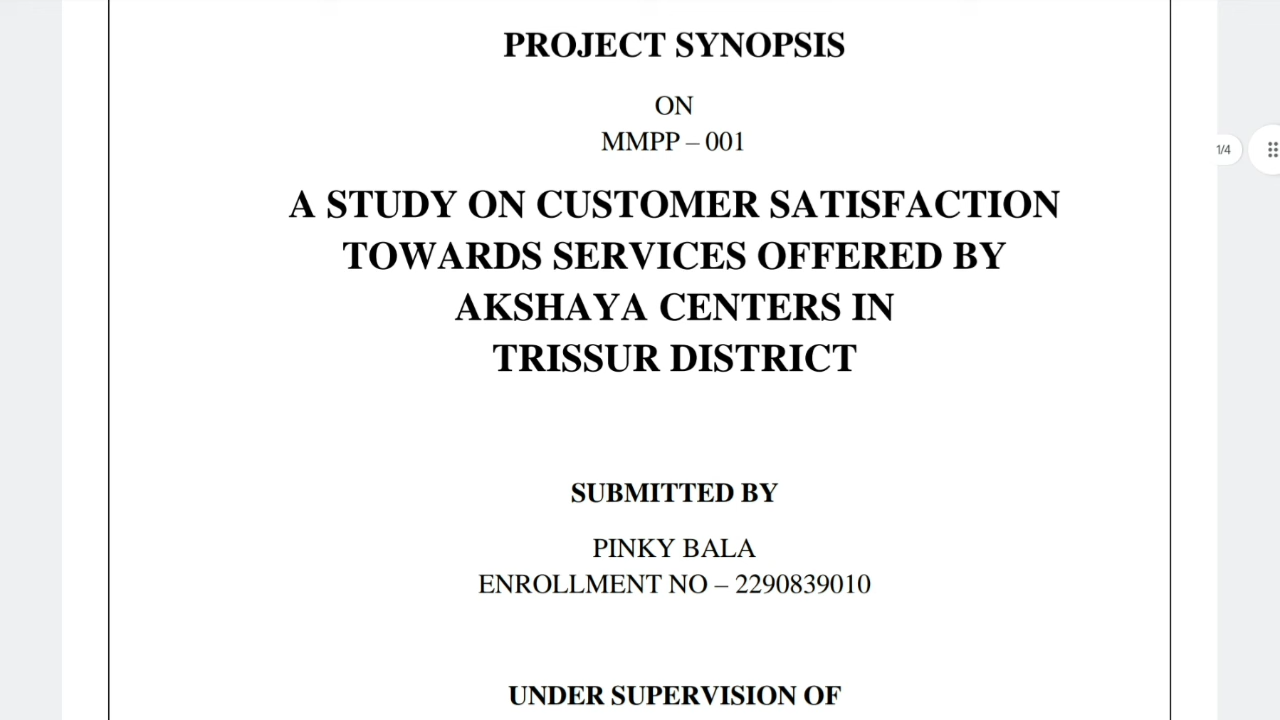 PROJECT SYNOPSIS
ON
MMPP – 001
1/4
A STUDY ON CUSTOMER SATISFACTION
TOWARDS SERVICES OFFERED BY
AKSHAYA CENTERS IN
TRISSUR DISTRICT
SUBMITTED BY
PINKY BALA
ENROLLMENT NO – 2290839010
UNDER SUPERVISION OF